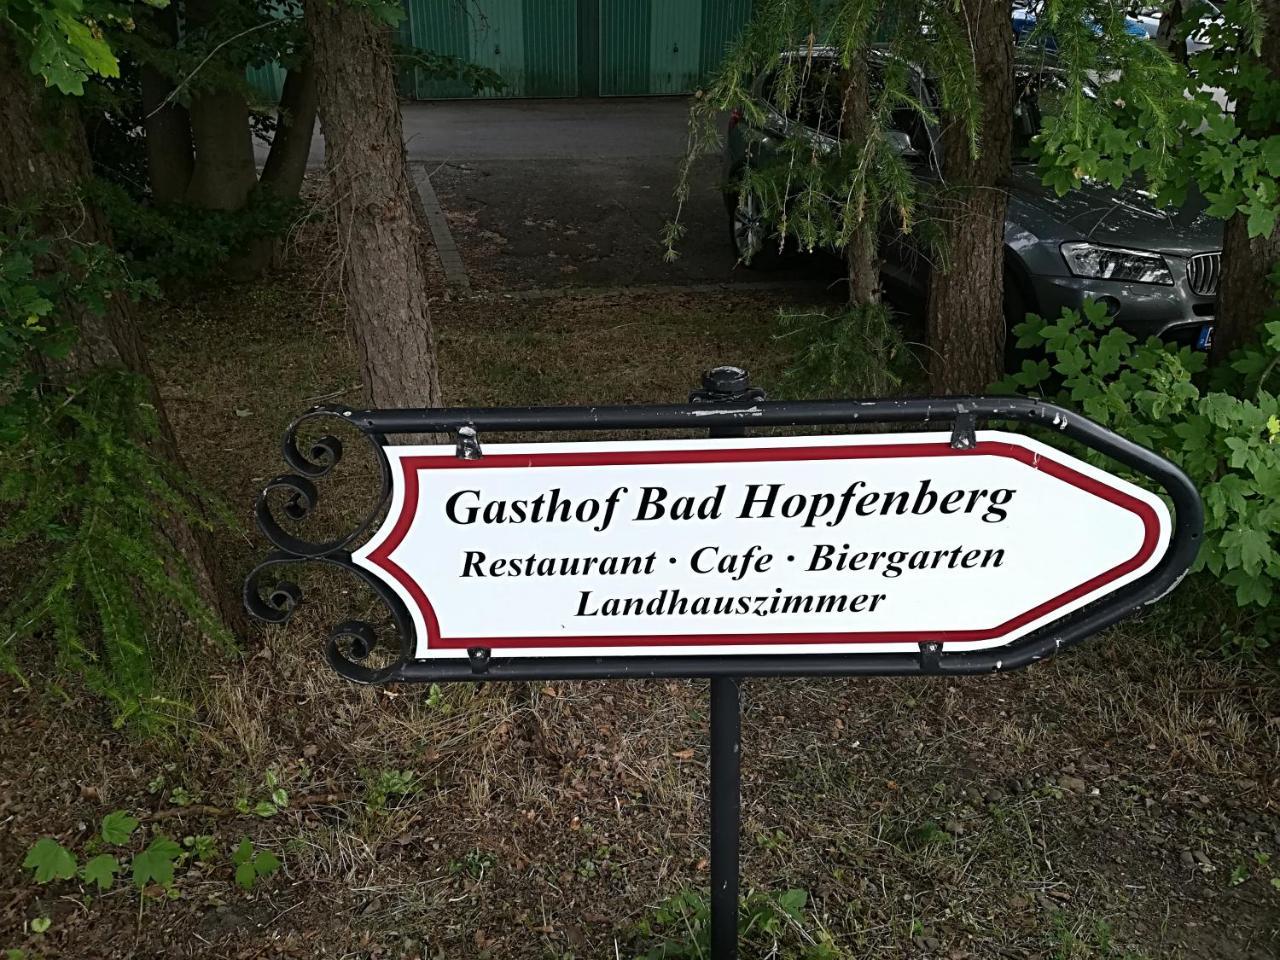 Gasthof Bad Hopfenberg
Restaurant · Cafe · Biergarten
Landhauszimmer